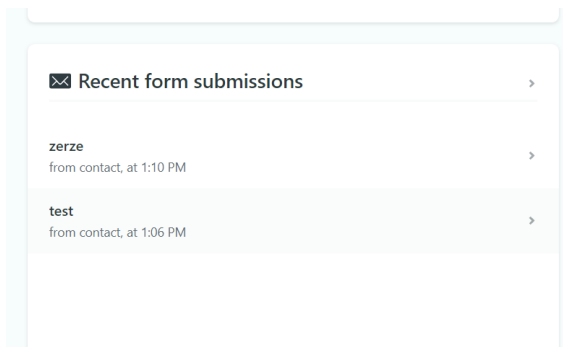 Recent form submissions
zerze
from contact, at 1:10 PM
test
from contact, at 1:06 PM